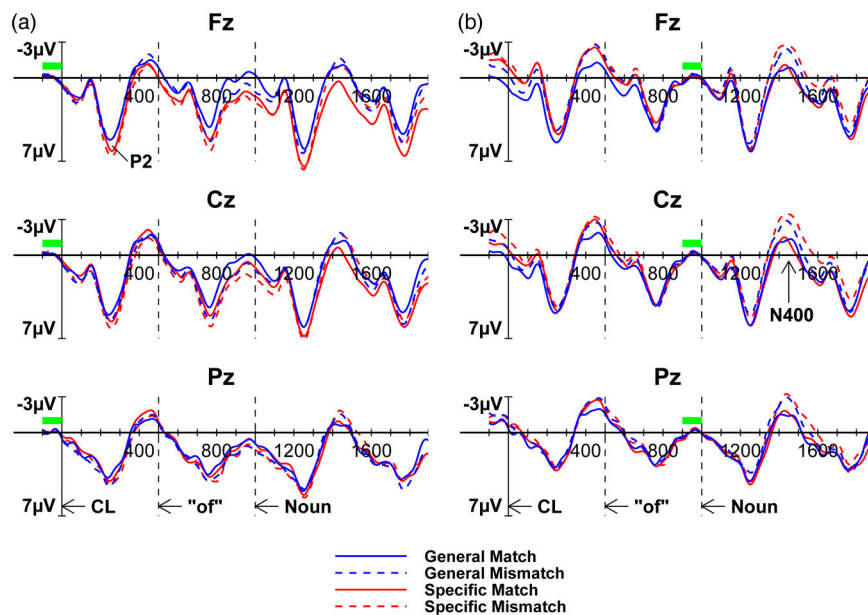 (a)
Fz
-3µV
400
800
1200
1600
7µV
P2
Cz
-3µV
400
800
1200
1600
7µV
Pz
-3µV
400
800
1200
1600
7µV
CL
"of"
Noun
(b)
Fz
-3µV
400
800
1200
1600
7µV
Cz
-3µV
400
800
1200
1600
7µV
N400
Pz
-3µV
400
800
1200
1600
7µV
CL
"of"
Noun
General Match
General Mismatch
Specific Match
Specific Mismatch